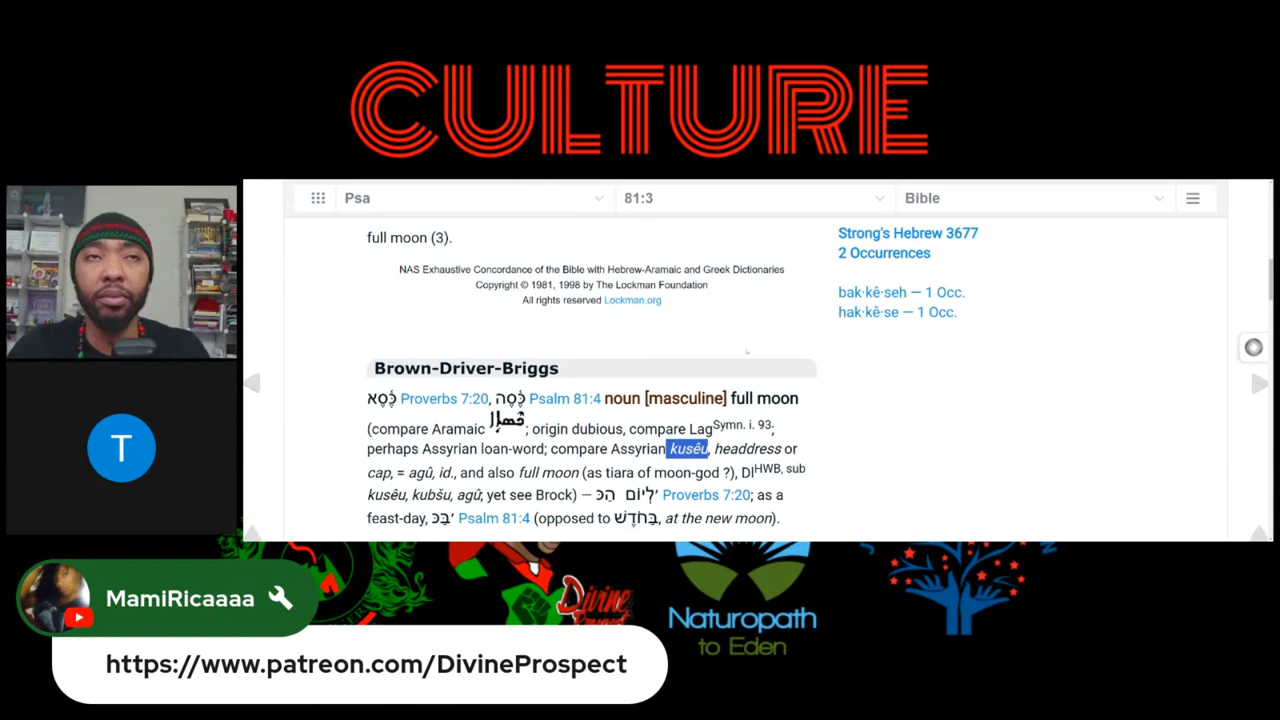 CULTURE
Psa 81:3 Bible
full moon (3).
NAS Exhaustive Concordance of the Bible with Hebrew-Aramaic and Greek Dictionaries
Copyright © 1981, 1998 by The Lockman Foundation
All rights reserved Lockman.org
Strong's Hebrew 3677
2 Occurrences
bak·kê·seh — 1 Occ.
hak·kê·se — 1 Occ.
Brown-Driver-Briggs
כֶּ֫סֶא Proverbs 7:20, כֶּ֫סֶה Psalm 81:4 noun [masculine] full moon
(compare Aramaic ; origin dubious, compare Lag Symn. i. 93;
perhaps Assyrian loan-word; compare Assyrian kusêu, headdress or
cap, = agû, id., and also full moon (as tiara of moon-god ?), Dl HWB, sub
kusêu, kubšu, agû; yet see Brock) — לְיוֺם הַכּ׳ Proverbs 7:20; as a
feast-day, בַּכּ׳ Psalm 81:4 (opposed to בַּחֹדֶשׁ, at the new moon).
T
Divine
Naturopath
to Eden
MamiRicaaaa
https://www.patreon.com/DivineProspect